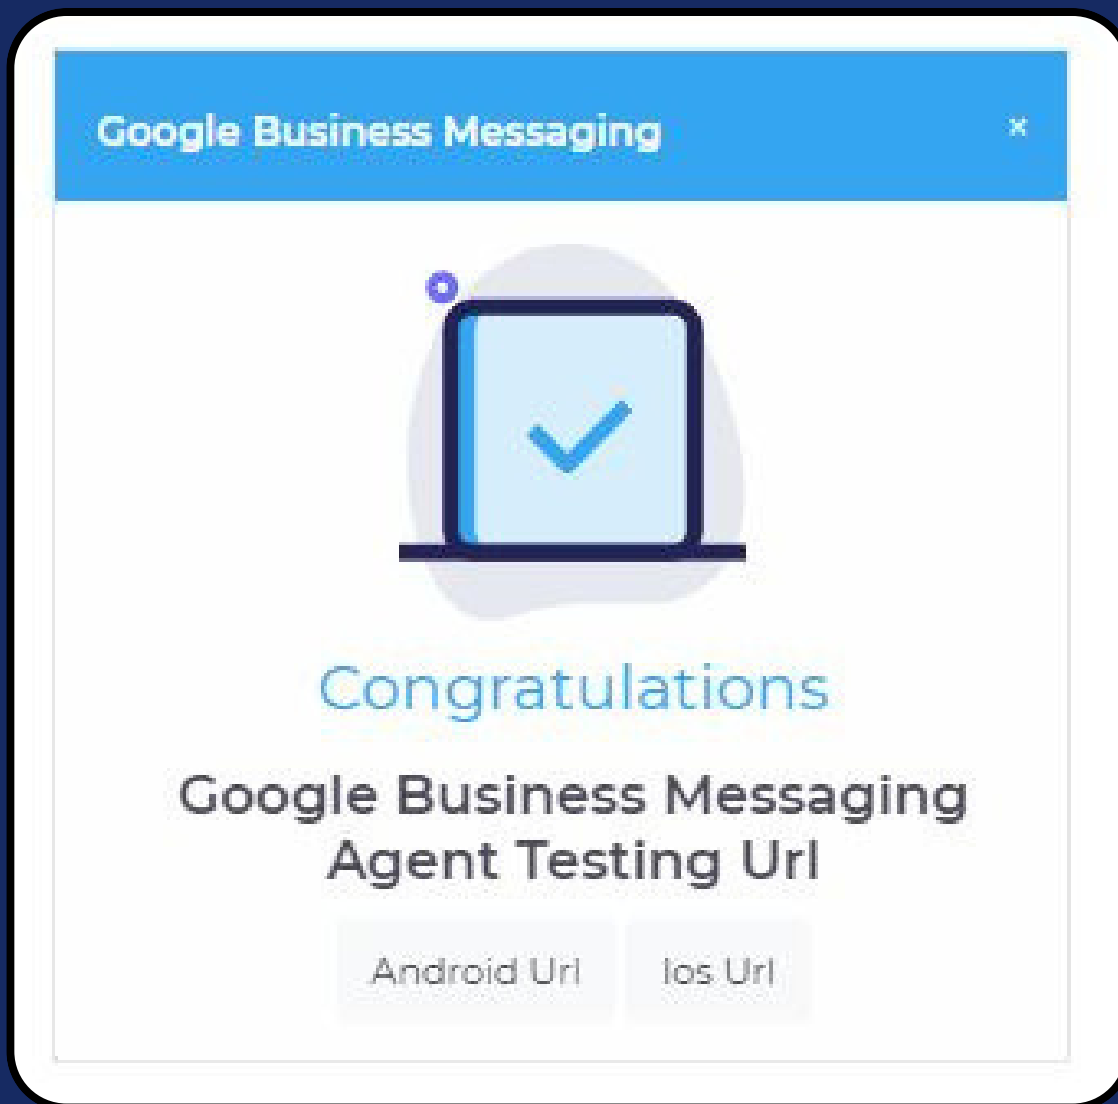 Google Business Messaging
×
Congratulations
Google Business Messaging
Agent Testing Url
Android Url
Ios Url